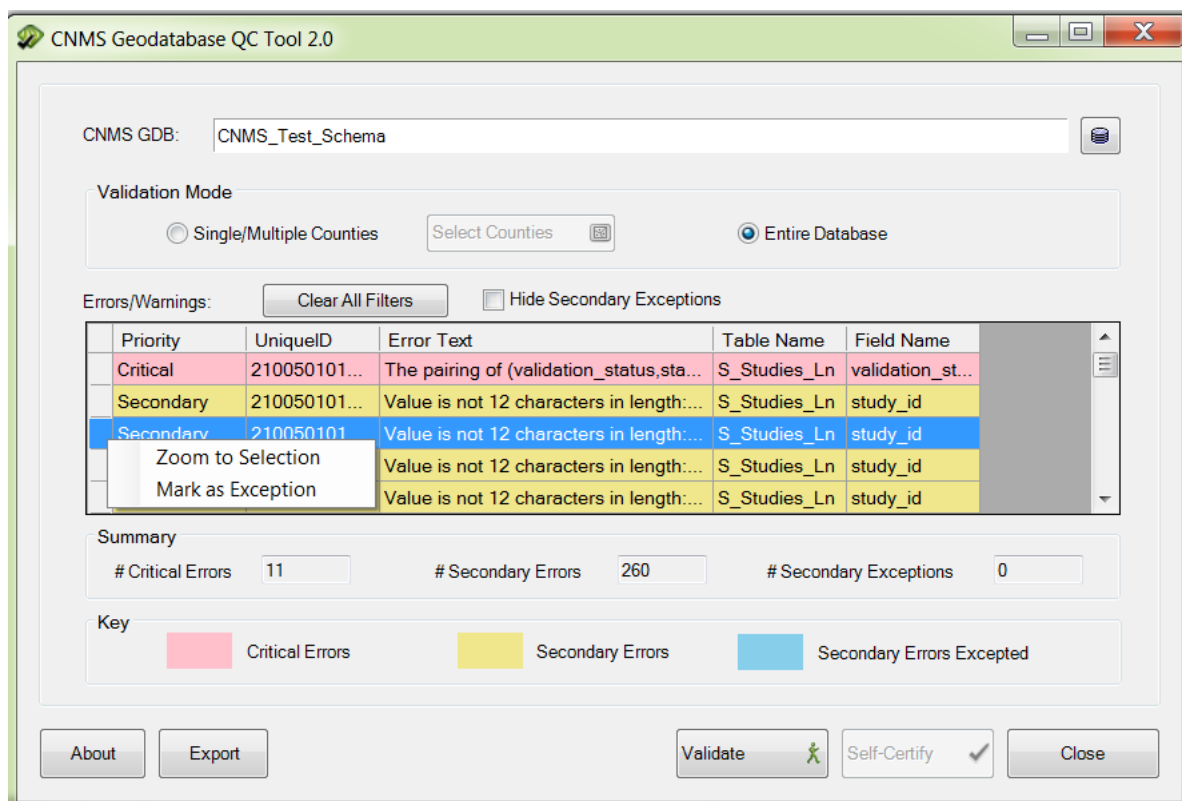 CNMS Geodatabase QC Tool 2.0
CNMS GDB: CNMS_Test_Schema
Validation Mode
Single/Multiple Counties Select Counties Entire Database
Errors/Warnings: Clear All Filters Hide Secondary Exceptions
Priority UniqueID Error Text Table Name Field Name
Critical 210050101... The pairing of (validation_status,sta... S_Studies_Ln validation_st...
Secondary 210050101... Value is not 12 characters in length:... S_Studies_Ln study_id
Secondary 210050101 Value is not 12 characters in length:... S_Studies_Ln study_id
Zoom to Selection Value is not 12 characters in length:... S_Studies_Ln study_id
Mark as Exception Value is not 12 characters in length:... S_Studies_Ln study_id
Summary
# Critical Errors 11 # Secondary Errors 260 # Secondary Exceptions 0
Key
Critical Errors Secondary Errors Secondary Errors Excepted
About Export Validate Self-Certify Close